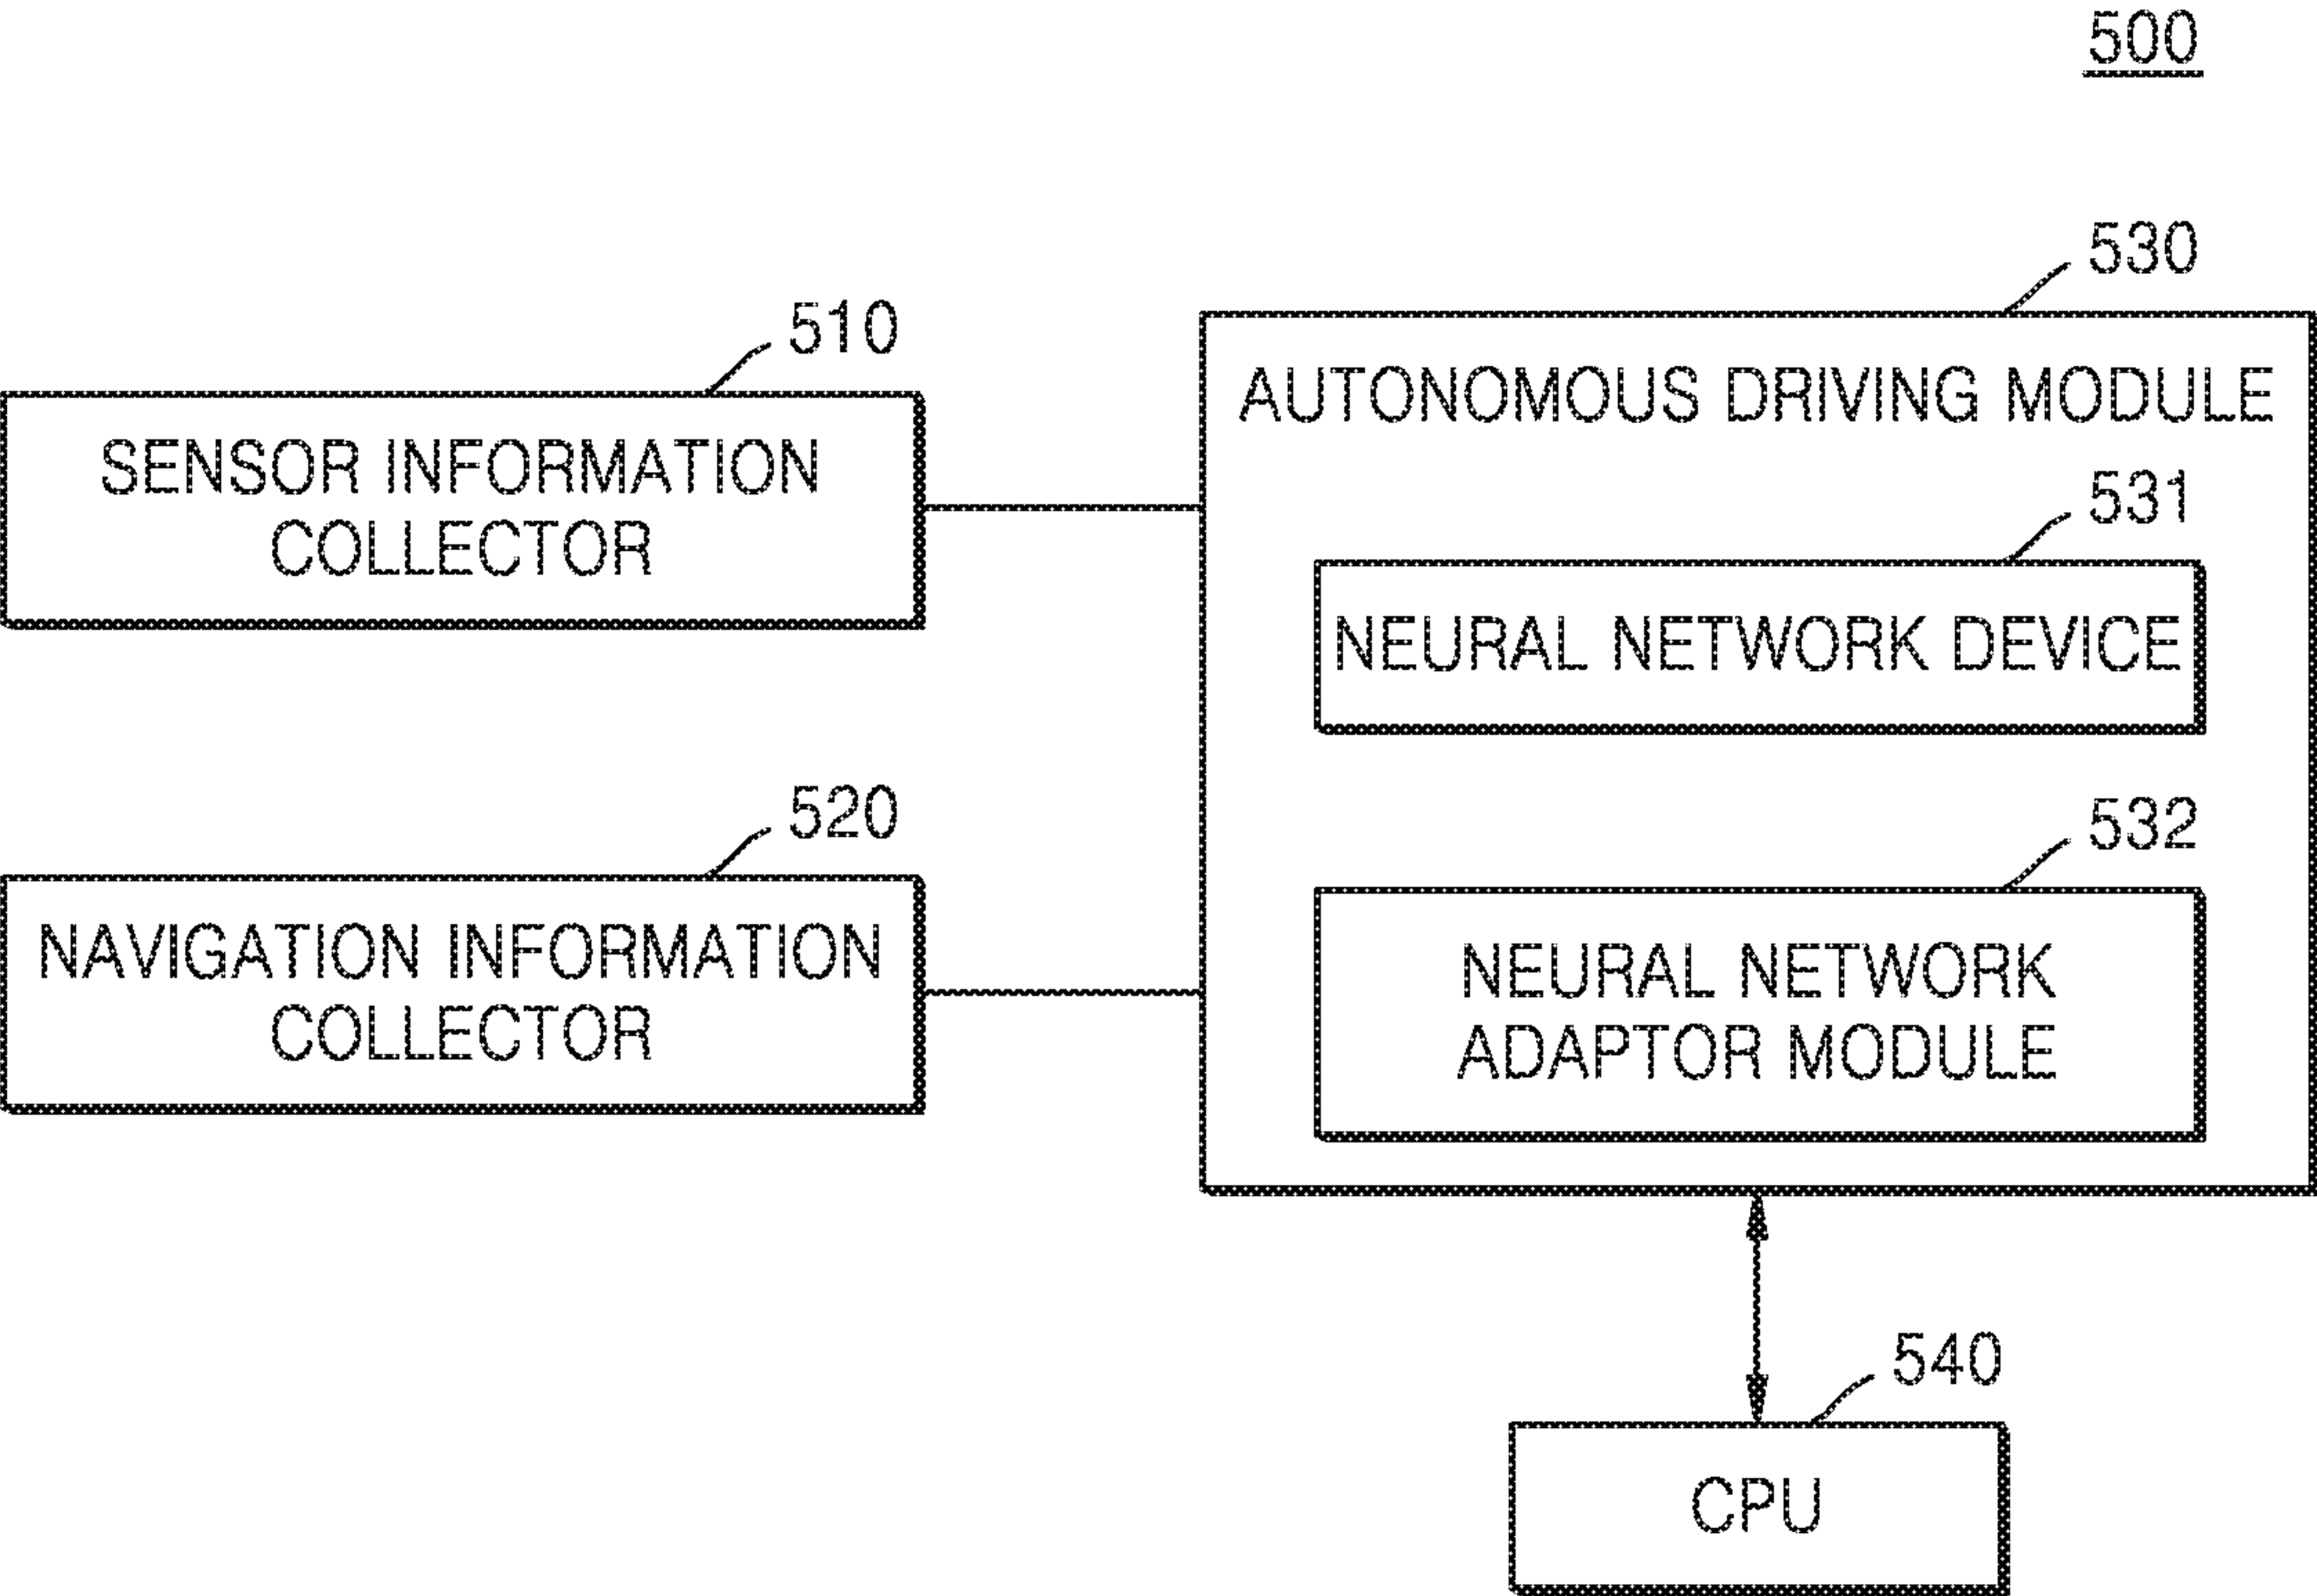 500
510
SENSOR INFORMATION
COLLECTOR
520
NAVIGATION INFORMATION
COLLECTOR
530
AUTONOMOUS DRIVING MODULE
531
NEURAL NETWORK DEVICE
532
NEURAL NETWORK
ADAPTOR MODULE
540
CPU